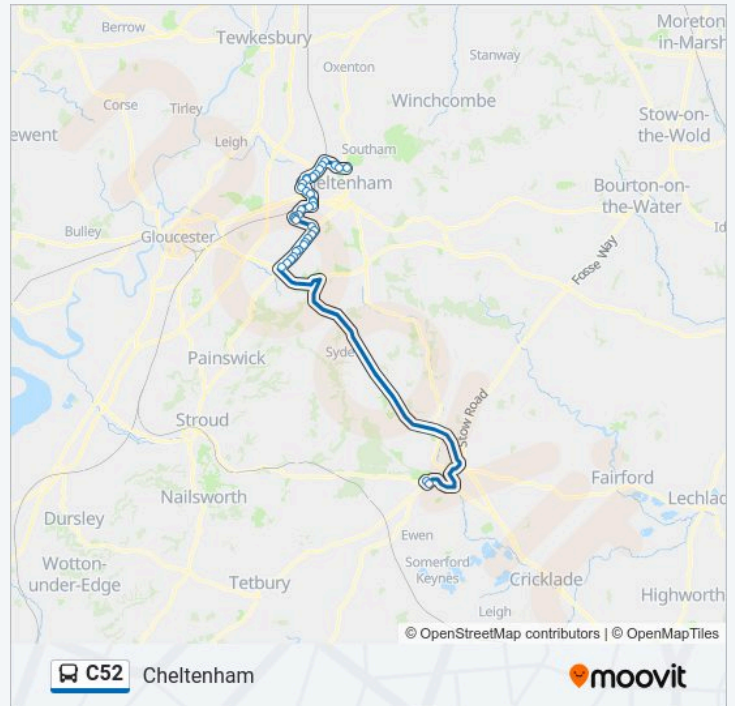 Moreton
in-Marsh
Berrow
Tewkesbury
Oxenton
Stanway
Corse
Tirley
Winchcombe
Stow-on-
the-Wold
ewent
Leigh
Southam
eltenham
Bourton-on-
the-Water
Bulley
Gloucester
Id
Fosse Way
Painswick
Syde
Stow Road
Stroud
Fairford
Nailsworth
Lechlad
Dursley
Ewen
Somerford
Keynes
Cricklade
Wotton-
under-Edge
Tetbury
Leigh
Highworth
© OpenStreetMap contributors | © OpenMapTiles
C52 Cheltenham moovit